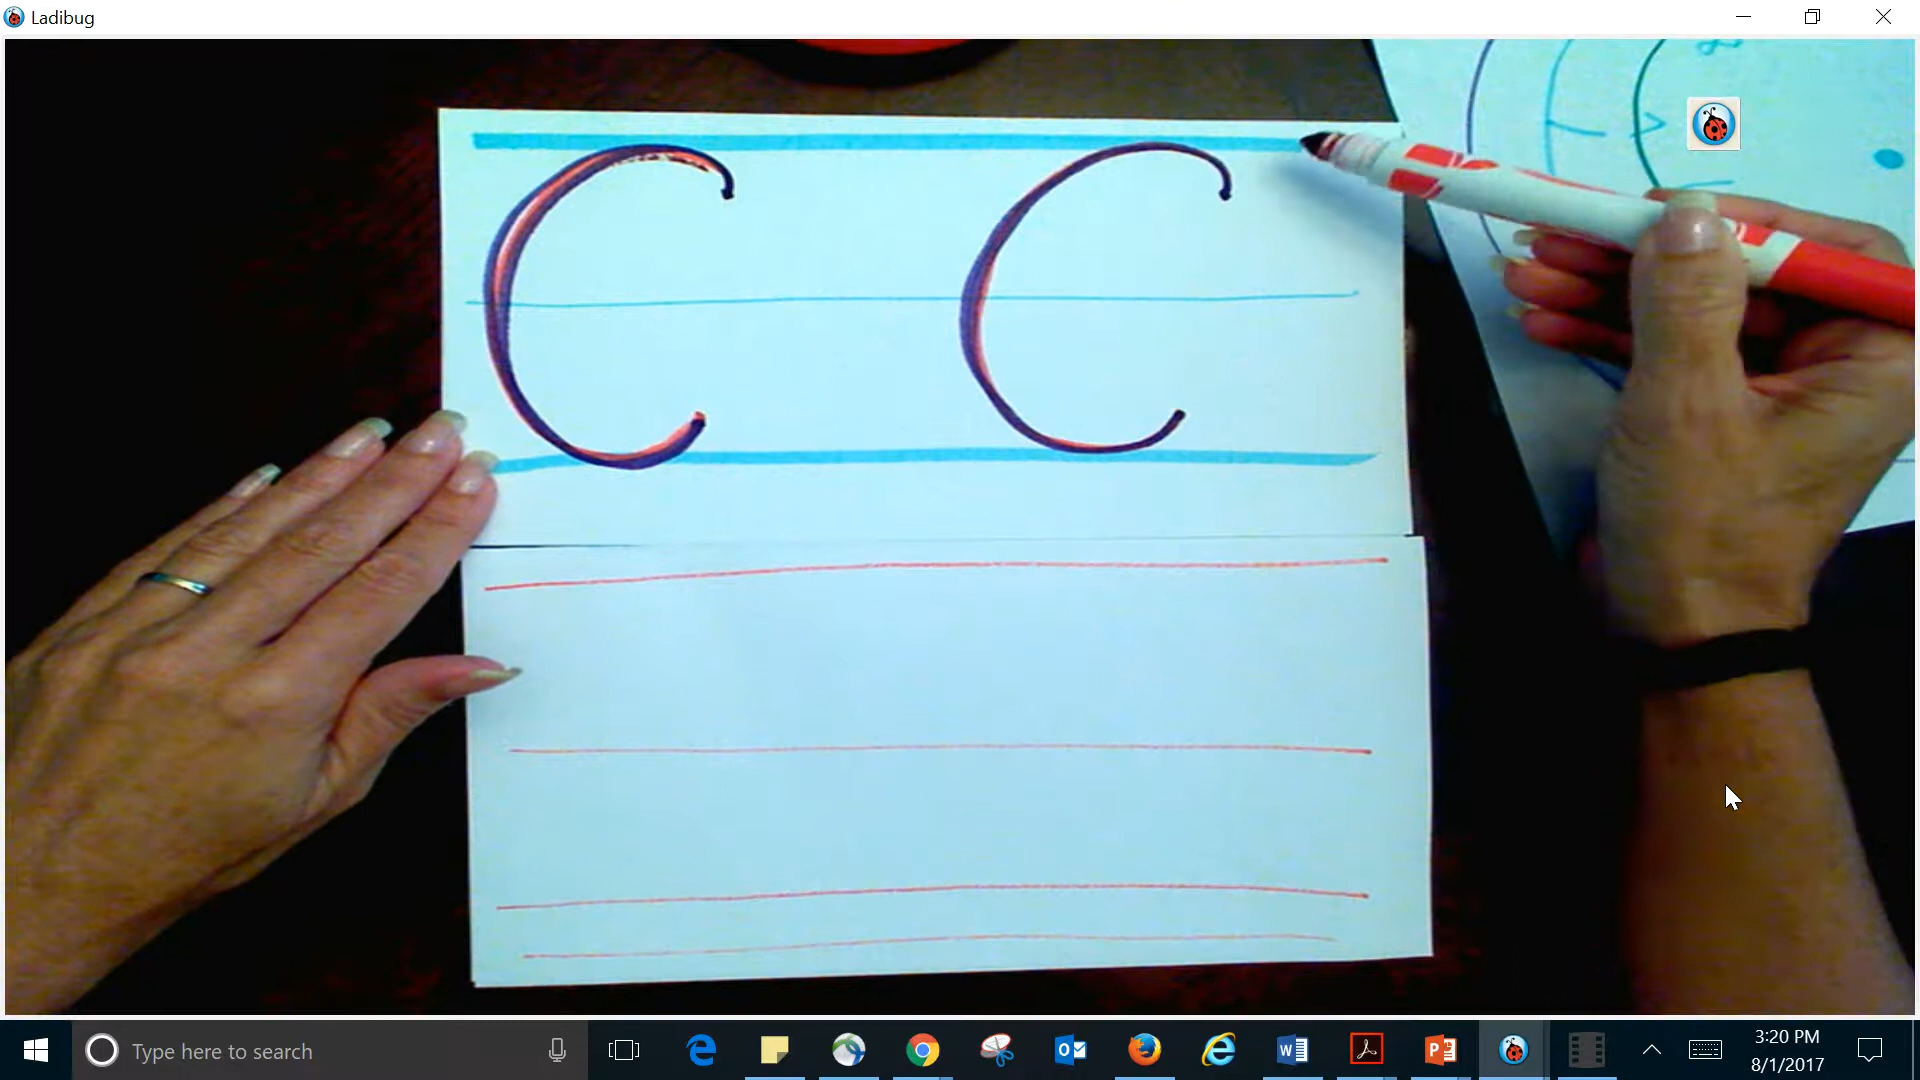 Ladibug
C C
Type here to search
3:20 PM
8/1/2017